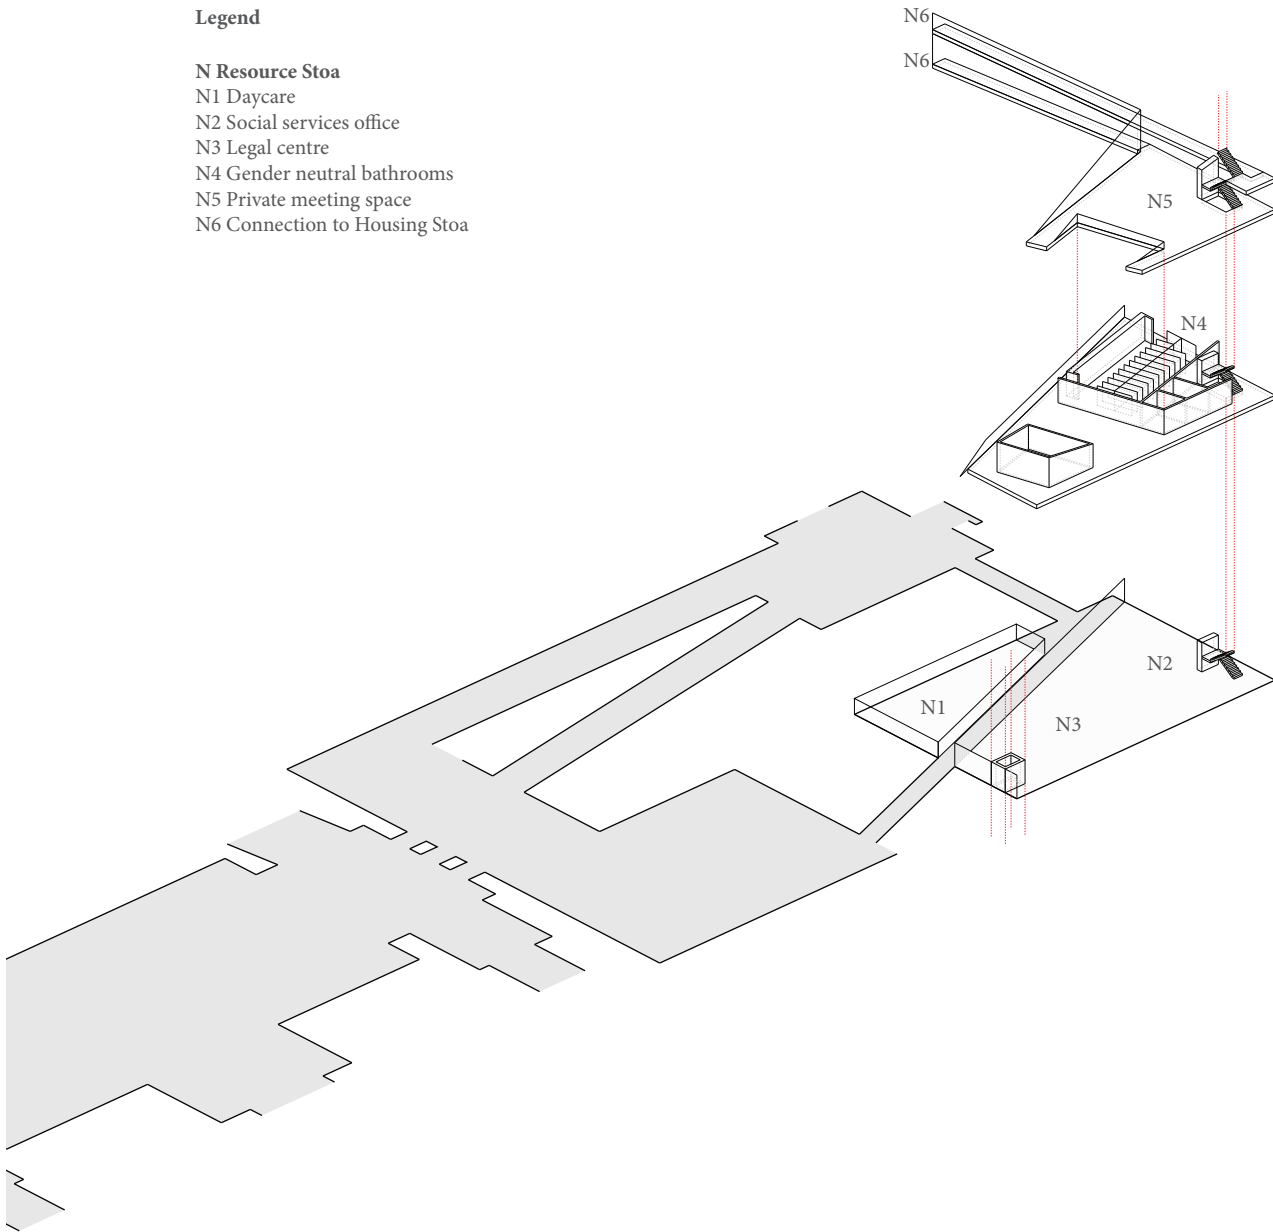 Legend
N Resource Stoa
N1 Daycare
N2 Social services office
N3 Legal centre
N4 Gender neutral bathrooms
N5 Private meeting space
N6 Connection to Housing Stoa
N6
N6
N5
N4
N2
N1
N3